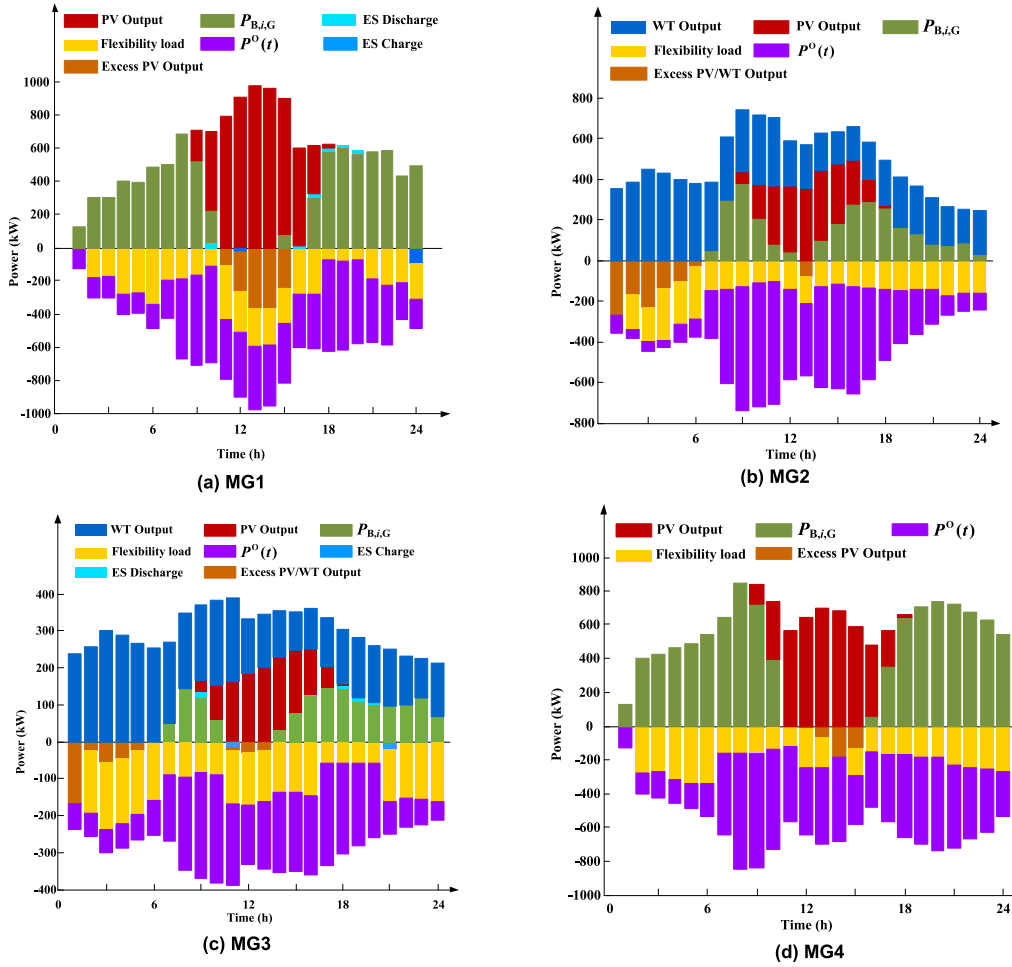 PV Output P_B,i,G ES Discharge
Flexibility load P^O(t) ES Charge
Excess PV Output
1000
800
600
400
200
0
-200
-400
-600
-800
-1000
Power (kW)
0 6 12 18 24
Time (h)
(a) MG1
WT Output PV Output P_B,i,G
Flexibility load P^O(t)
Excess PV/WT Output
800
600
400
200
0
-200
-400
-600
-800
Power (kW)
0 6 12 18 24
Time (h)
(b) MG2
WT Output PV Output P_B,i,G
Flexibility load P^O(t) ES Charge
ES Discharge Excess PV/WT Output
400
300
200
100
0
-100
-200
-300
-400
Power (kW)
0 6 12 18 24
Time (h)
(c) MG3
PV Output P_B,i,G P^O(t)
Flexibility load Excess PV Output
1000
800
600
400
200
0
-200
-400
-600
-800
-1000
Power (kW)
0 6 12 18 24
Time (h)
(d) MG4